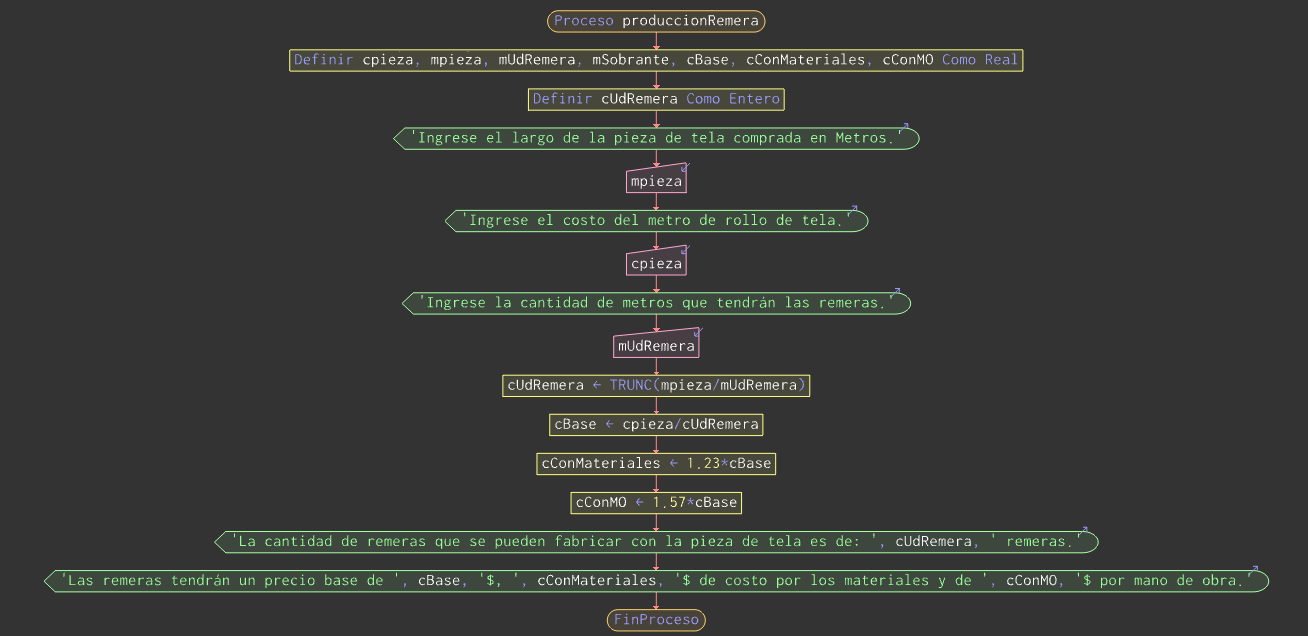 Proceso produccionRemera
Definir cpieza, mpieza, mUdRemera, mSobrante, cBase, cConMateriales, cConMO Como Real
Definir cUdRemera Como Entero
'Ingrese el largo de la pieza de tela comprada en Metros.'
mpieza
'Ingrese el costo del metro de rollo de tela.'
cpieza
'Ingrese la cantidad de metros que tendrán las remeras.'
mUdRemera
cUdRemera ← TRUNC(mpieza/mUdRemera)
cBase ← cpieza/cUdRemera
cConMateriales ← 1.23*cBase
cConMO ← 1.57*cBase
'La cantidad de remeras que se pueden fabricar con la pieza de tela es de: ', cUdRemera, ' remeras.'
'Las remeras tendrán un precio base de ', cBase, '$, ', cConMateriales, '$ de costo por los materiales y de ', cConMO, '$ por mano de obra.'
FinProceso